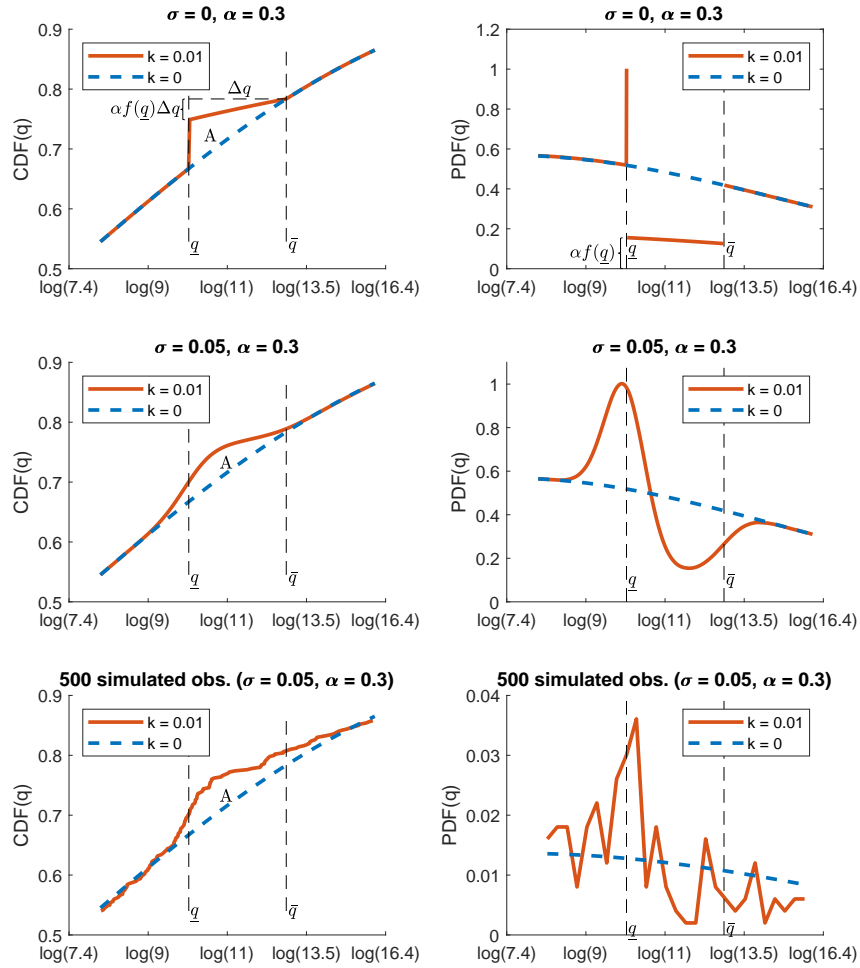 σ = 0, α = 0.3
0.9
0.8
0.7
0.6
0.5
CDF(q)
k = 0.01
k = 0
Δq
αf(q)Δq
A
q
q̄
log(7.4) log(9) log(11) log(13.5) log(16.4)
σ = 0, α = 0.3
1.2
1
0.8
0.6
0.4
0.2
0
PDF(q)
k = 0.01
k = 0
αf(q)
q
q̄
log(7.4) log(9) log(11) log(13.5) log(16.4)
σ = 0.05, α = 0.3
0.9
0.8
0.7
0.6
0.5
CDF(q)
k = 0.01
k = 0
A
q
q̄
log(7.4) log(9) log(11) log(13.5) log(16.4)
σ = 0.05, α = 0.3
1
0.8
0.6
0.4
0.2
0
PDF(q)
k = 0.01
k = 0
q
q̄
log(7.4) log(9) log(11) log(13.5) log(16.4)
500 simulated obs. (σ = 0.05, α = 0.3)
0.9
0.8
0.7
0.6
0.5
CDF(q)
k = 0.01
k = 0
A
q
q̄
log(7.4) log(9) log(11) log(13.5) log(16.4)
500 simulated obs. (σ = 0.05, α = 0.3)
0.04
0.03
0.02
0.01
0
PDF(q)
k = 0.01
k = 0
q
q̄
log(7.4) log(9) log(11) log(13.5) log(16.4)